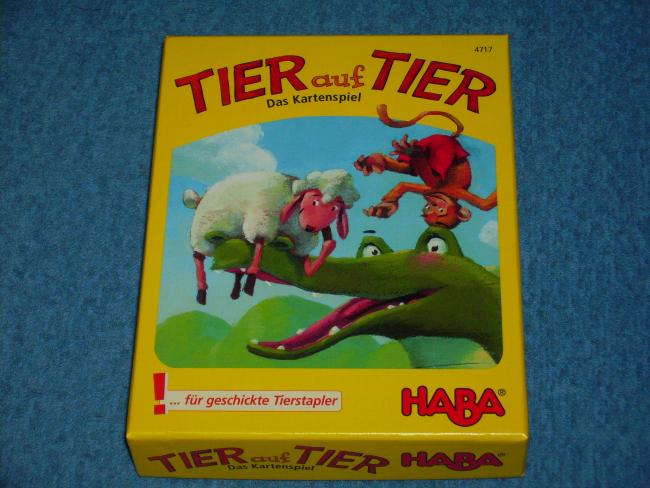 4717
TIER auf TIER
Das Kartenspiel
! ... für geschickte Tierstapler
HABA®
TIER auf TIER HABA®
Das Kartenspiel